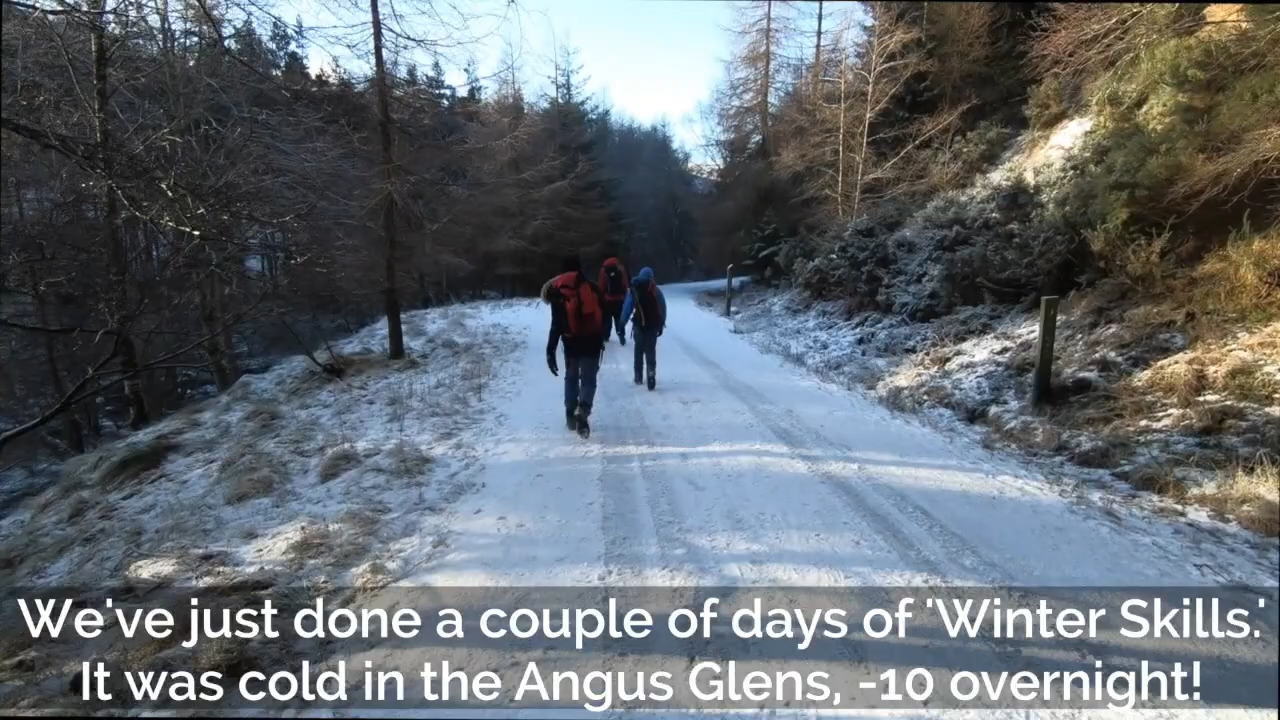 We've just done a couple of days of 'Winter Skills.'
It was cold in the Angus Glens, -10 overnight!